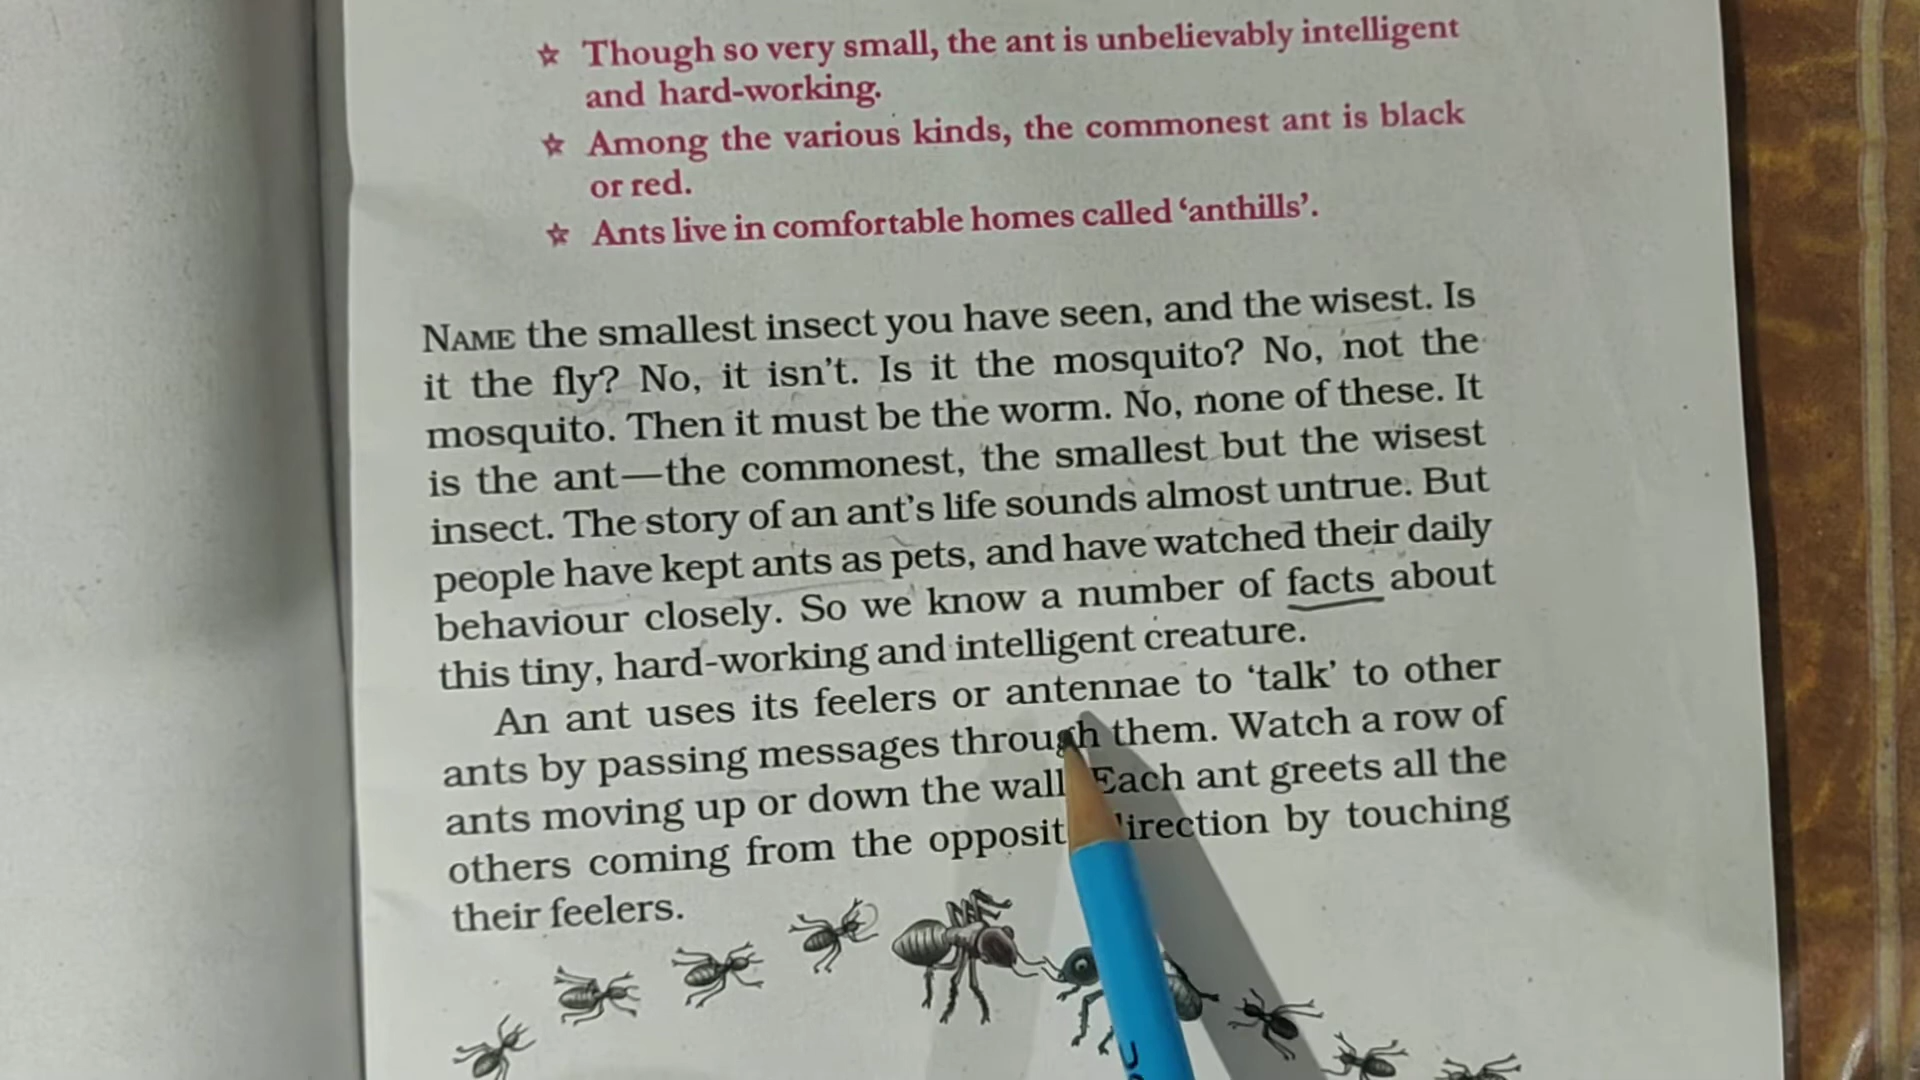 Though so very small, the ant is unbelievably intelligent
and hard-working.
Among the various kinds, the commonest ant is black
or red.
Ants live in comfortable homes called ‘anthills’.
NAME the smallest insect you have seen, and the wisest. Is
it the fly? No, it isn't. Is it the mosquito? No, not the
mosquito. Then it must be the worm. No, none of these. It
is the ant—the commonest, the smallest but the wisest
insect. The story of an ant's life sounds almost untrue. But
people have kept ants as pets, and have watched their daily
behaviour closely. So we know a number of facts about
this tiny, hard-working and intelligent creature.
An ant uses its feelers or antennae to ‘talk’ to other
ants by passing messages through them. Watch a row of
ants moving up or down the wall. Each ant greets all the
others coming from the opposite direction by touching
their feelers.